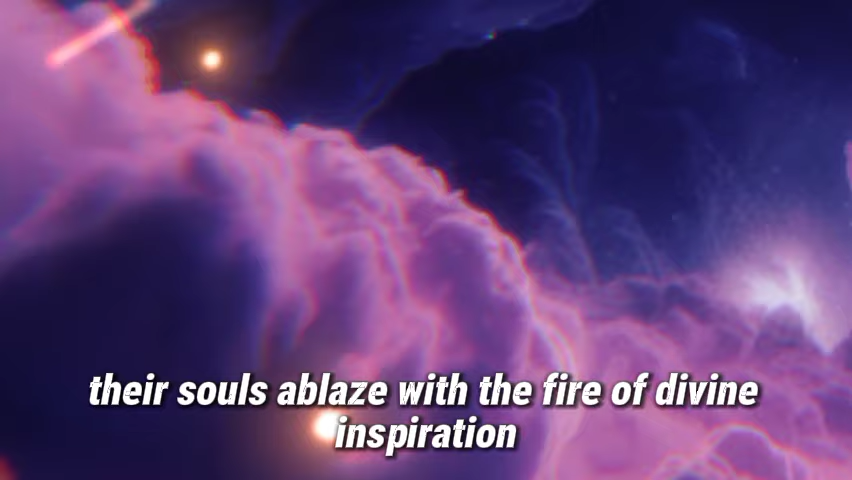 their souls ablaze with the fire of divine
inspiration